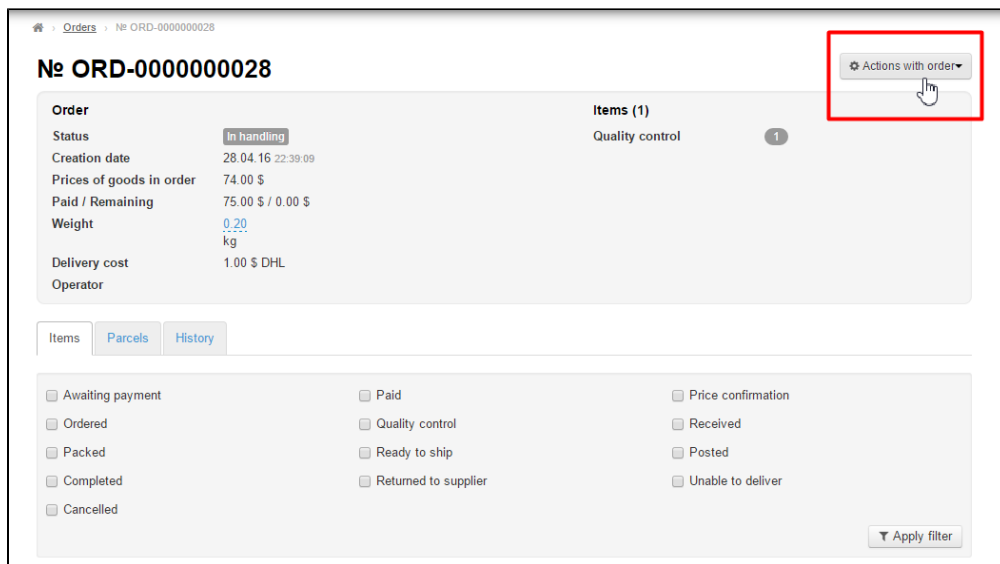 › Orders › № ORD-0000000028
№ ORD-0000000028
Actions with order
Order
Status In handling
Creation date 28.04.16 22:39:09
Prices of goods in order 74.00 $
Paid / Remaining 75.00 $ / 0.00 $
Weight 0.20
kg
Delivery cost 1.00 $ DHL
Operator
Items (1)
Quality control 1
Items Parcels History
Awaiting payment Paid Price confirmation
Ordered Quality control Received
Packed Ready to ship Posted
Completed Returned to supplier Unable to deliver
Cancelled
Apply filter